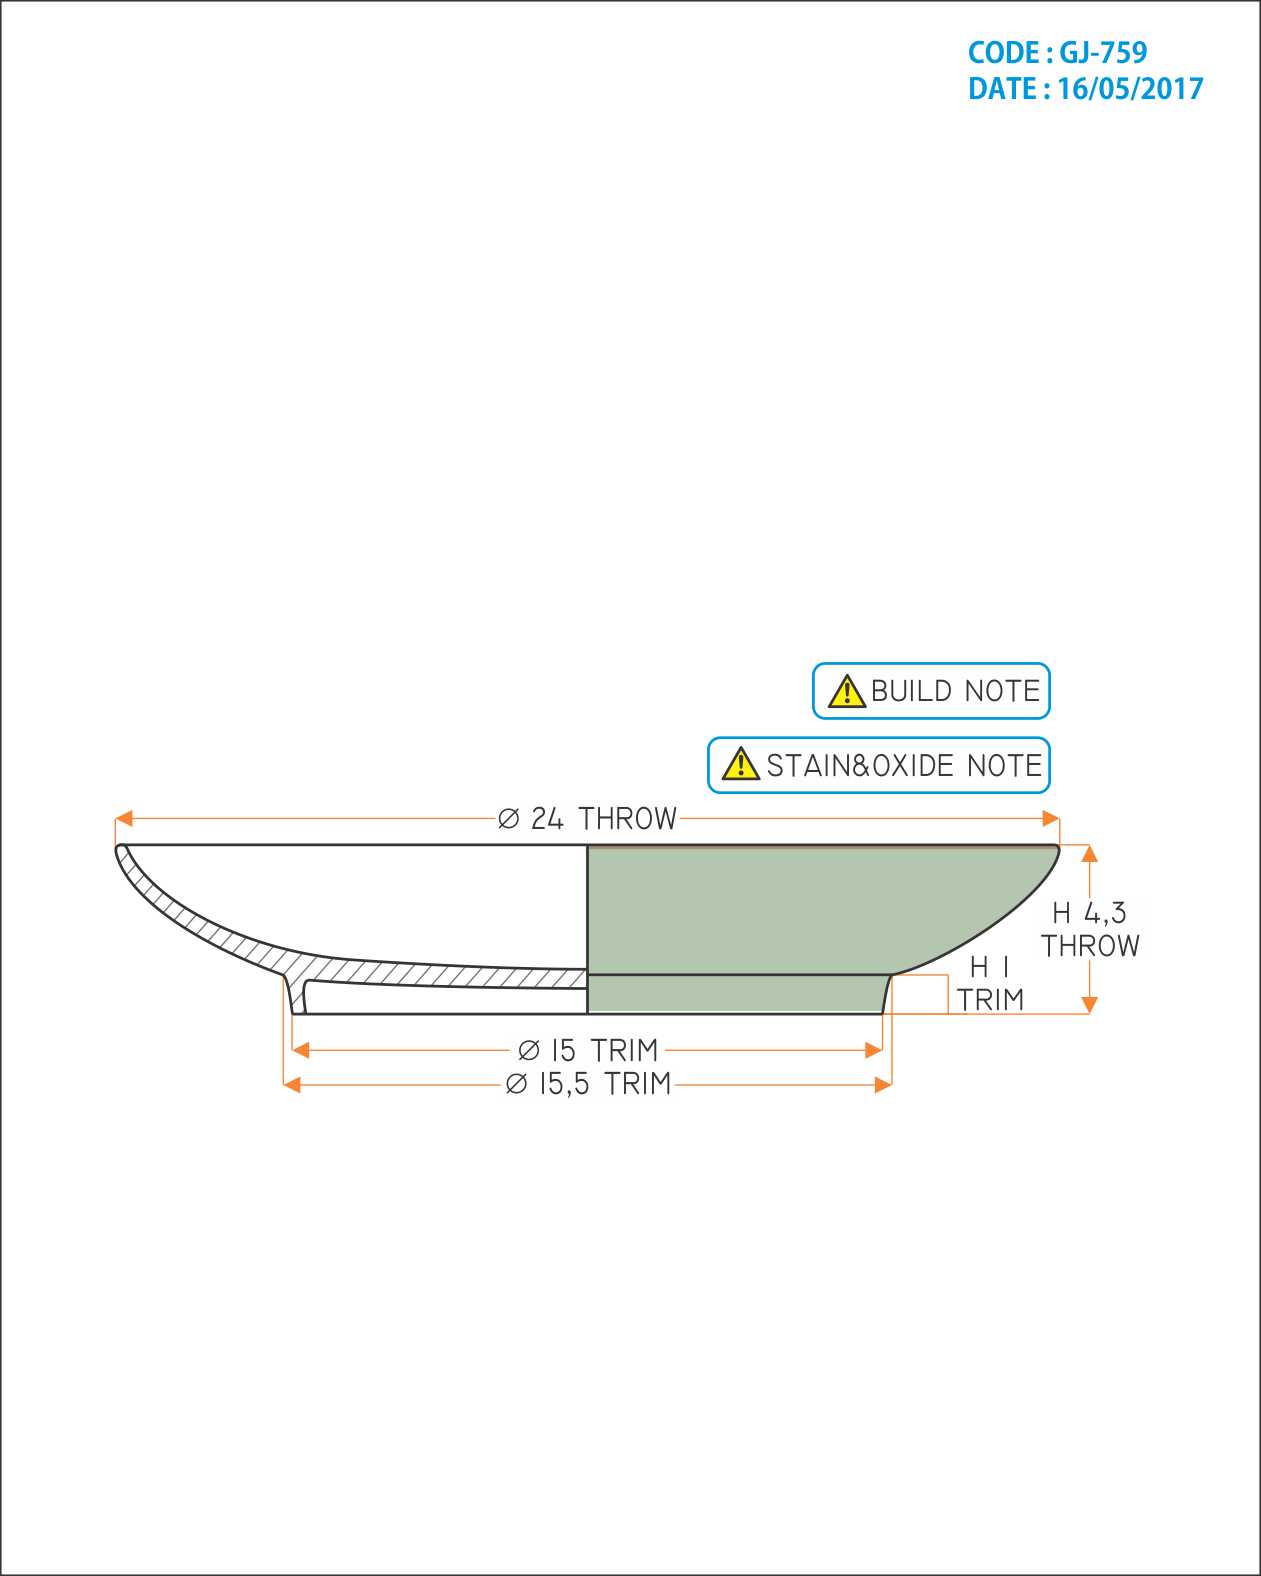 CODE : GJ-759
DATE : 16/05/2017
BUILD NOTE
STAIN&OXIDE NOTE
∅ 24 THROW
H 4,3
THROW
H 1
TRIM
∅ 15 TRIM
∅ 15,5 TRIM